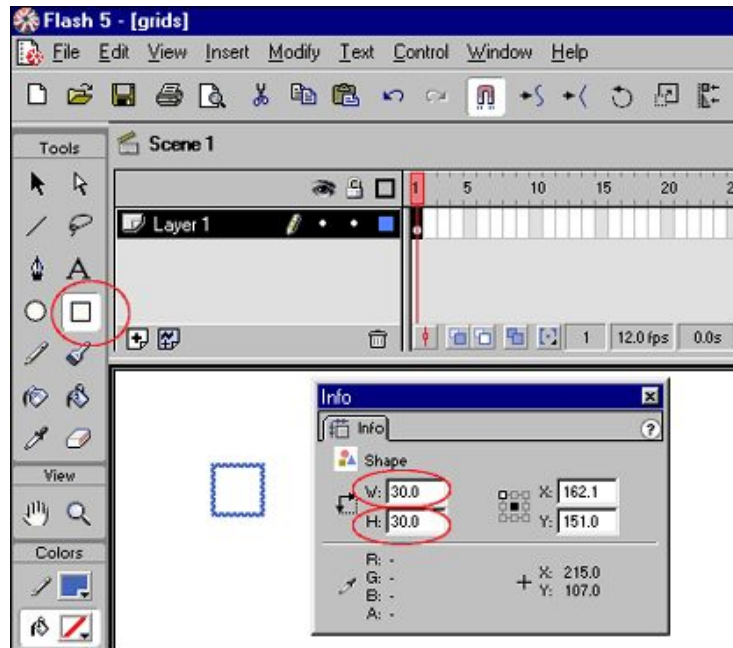 Flash 5 - [grids]
File Edit View Insert Modify Text Control Window Help
Tools
Scene 1
1 5 10 15 20 2
Layer 1
1 12.0 fps 0.0s
Info
Info ?
Shape
W: 30.0 X: 162.1
H: 30.0 Y: 151.0
R: -
G: - X: 215.0
B: - Y: 107.0
A: -
A
View
Colors